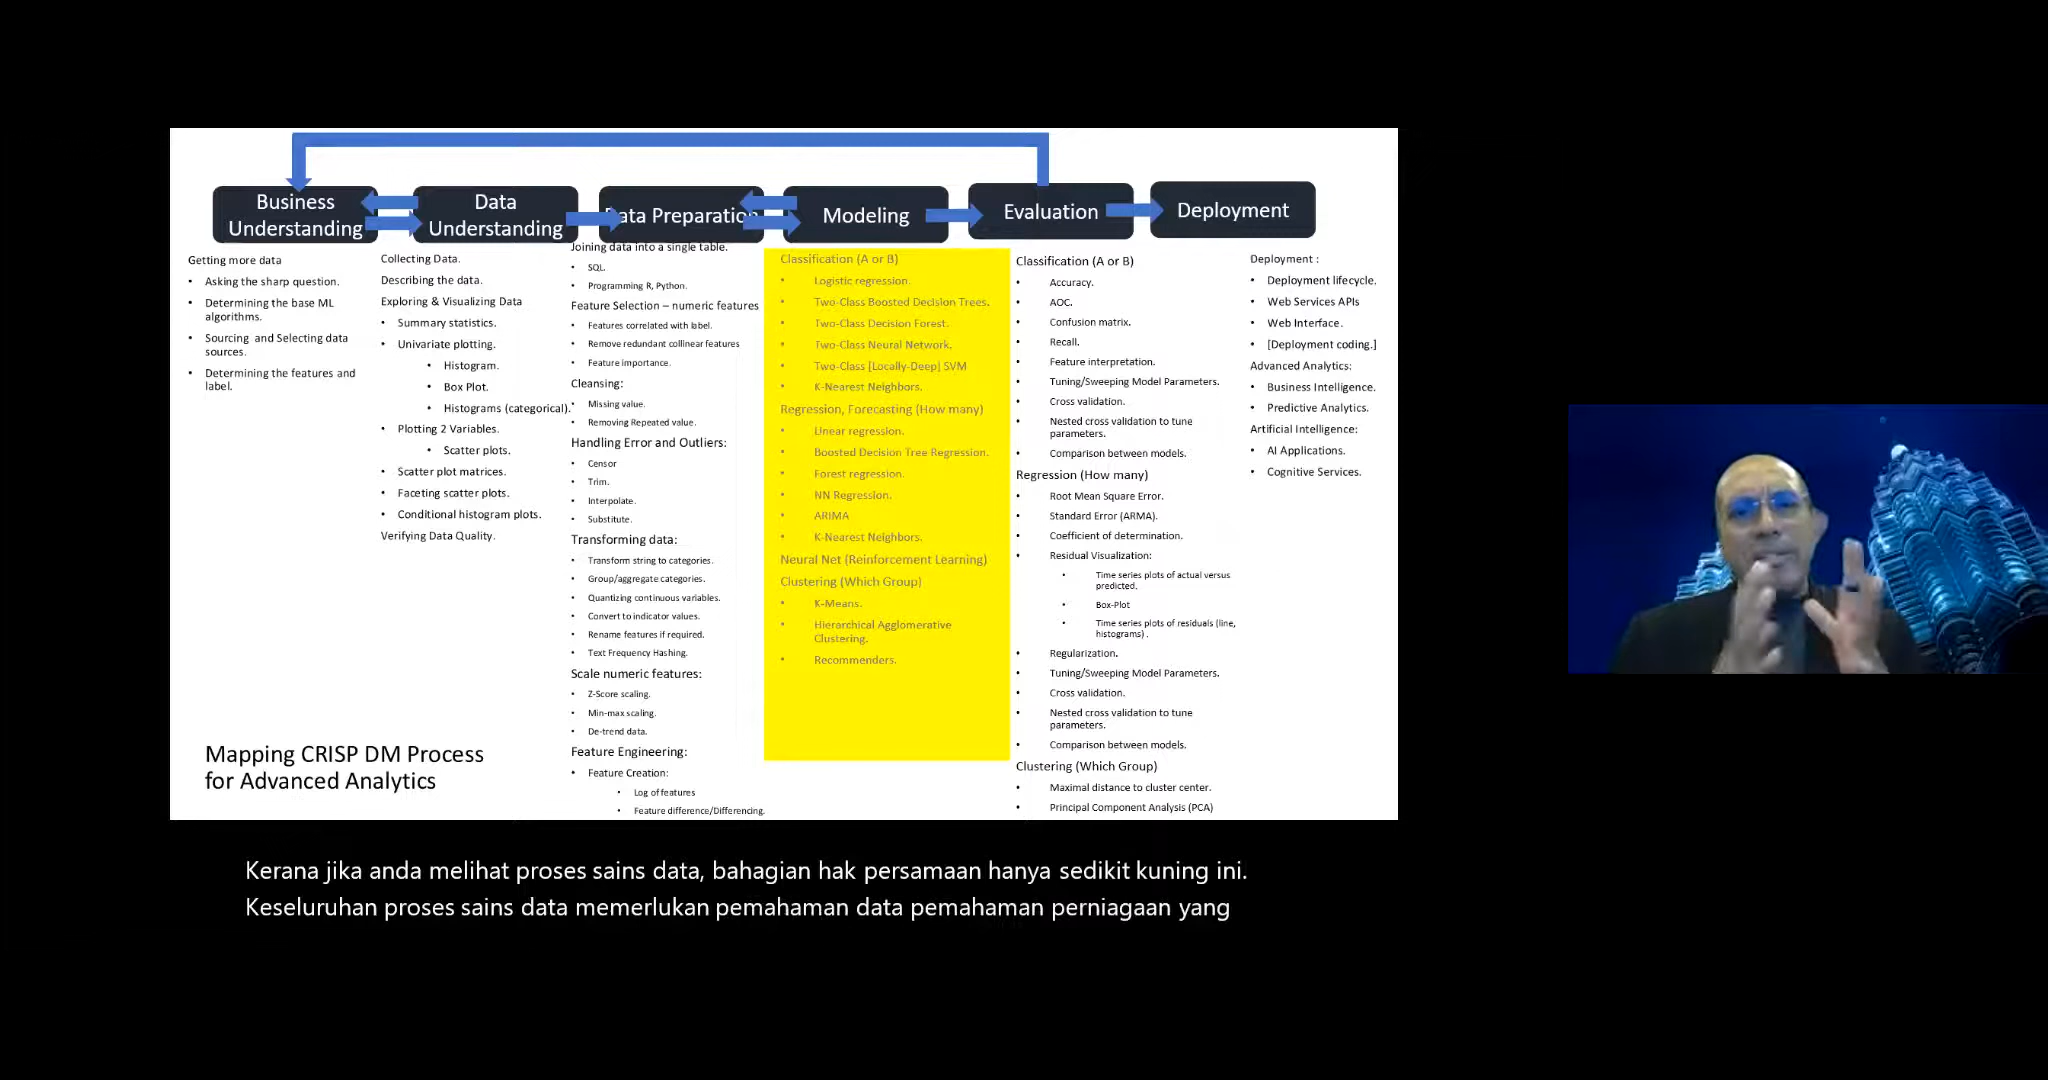 Business
Understanding
Data
Understanding
ata Preparation
Modeling
Evaluation
Deployment
Getting more data
• Asking the sharp question.
• Determining the base ML
algorithms.
• Sourcing and Selecting data
sources.
• Determining the features and
label.
Collecting Data.
Describing the data.
Exploring & Visualizing Data
• Summary statistics.
• Univariate plotting.
• Histogram.
• Box Plot.
• Histograms (categorical).
• Plotting 2 Variables.
• Scatter plots.
• Scatter plot matrices.
• Faceting scatter plots.
• Conditional histogram plots.
Verifying Data Quality.
Joining data into a single table.
• SQL.
• Programming R, Python.
Feature Selection – numeric features
• Features correlated with label.
• Remove redundant collinear features
• Feature importance.
Cleansing:
• Missing value.
• Removing Repeated value.
Handling Error and Outliers:
• Censor
• Trim.
• Interpolate.
• Substitute.
Transforming data:
• Transform string to categories.
• Group/aggregate categories.
• Quantizing continuous variables.
• Convert to indicator values.
• Rename features if required.
• Text Frequency Hashing.
Scale numeric features:
• Z-Score scaling.
• Min-max scaling.
• De-trend data.
Feature Engineering:
• Feature Creation:
• Log of features
• Feature difference/Differencing.
Classification (A or B)
• Logistic regression.
• Two-Class Boosted Decision Trees.
• Two-Class Decision Forest.
• Two-Class Neural Network.
• Two-Class [Locally-Deep] SVM
• K-Nearest Neighbors.
Regression, Forecasting (How many)
• Linear regression.
• Boosted Decision Tree Regression.
• Forest regression.
• NN Regression.
• ARIMA
• K-Nearest Neighbors.
Neural Net (Reinforcement Learning)
Clustering (Which Group)
• K-Means.
• Hierarchical Agglomerative
Clustering.
• Recommenders.
Classification (A or B)
• Accuracy.
• AOC.
• Confusion matrix.
• Recall.
• Feature interpretation.
• Tuning/Sweeping Model Parameters.
• Cross validation.
• Nested cross validation to tune
parameters.
• Comparison between models.
Regression (How many)
• Root Mean Square Error.
• Standard Error (ARMA).
• Coefficient of determination.
• Residual Visualization:
• Time series plots of actual versus
predicted.
• Box-Plot
• Time series plots of residuals (line,
histograms) .
• Regularization.
• Tuning/Sweeping Model Parameters.
• Cross validation.
• Nested cross validation to tune
parameters.
• Comparison between models.
Clustering (Which Group)
• Maximal distance to cluster center.
• Principal Component Analysis (PCA)
Deployment :
• Deployment lifecycle.
• Web Services APIs
• Web Interface.
• [Deployment coding.]
Advanced Analytics:
• Business Intelligence.
• Predictive Analytics.
Artificial Intelligence:
• AI Applications.
• Cognitive Services.
Mapping CRISP DM Process
for Advanced Analytics
Kerana jika anda melihat proses sains data, bahagian hak persamaan hanya sedikit kuning ini.
Keseluruhan proses sains data memerlukan pemahaman data pemahaman perniagaan yang